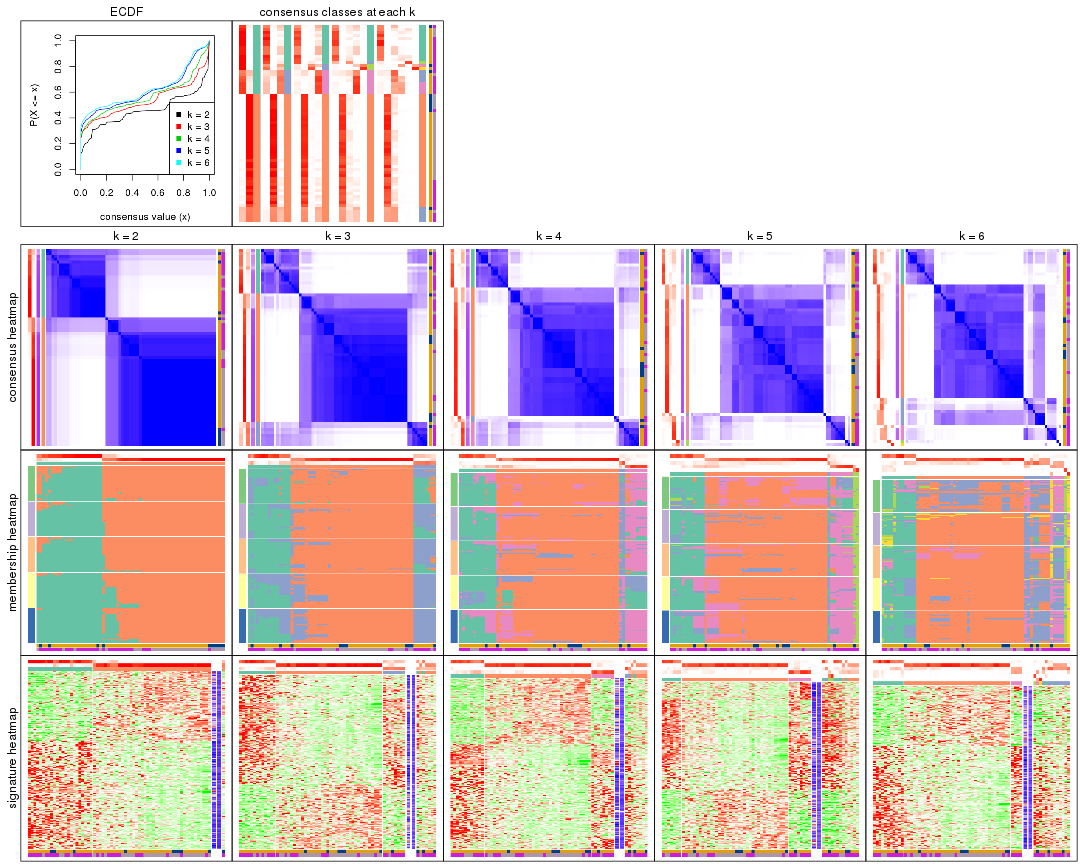 ECDF
consensus classes at each k
P(X <= x)
1.0
0.8
0.6
0.4
0.2
0.0
k = 2
k = 3
k = 4
k = 5
k = 6
0.0 0.2 0.4 0.6 0.8 1.0
consensus value (x)
k = 2 k = 3 k = 4 k = 5 k = 6
consensus heatmap
membership heatmap
signature heatmap